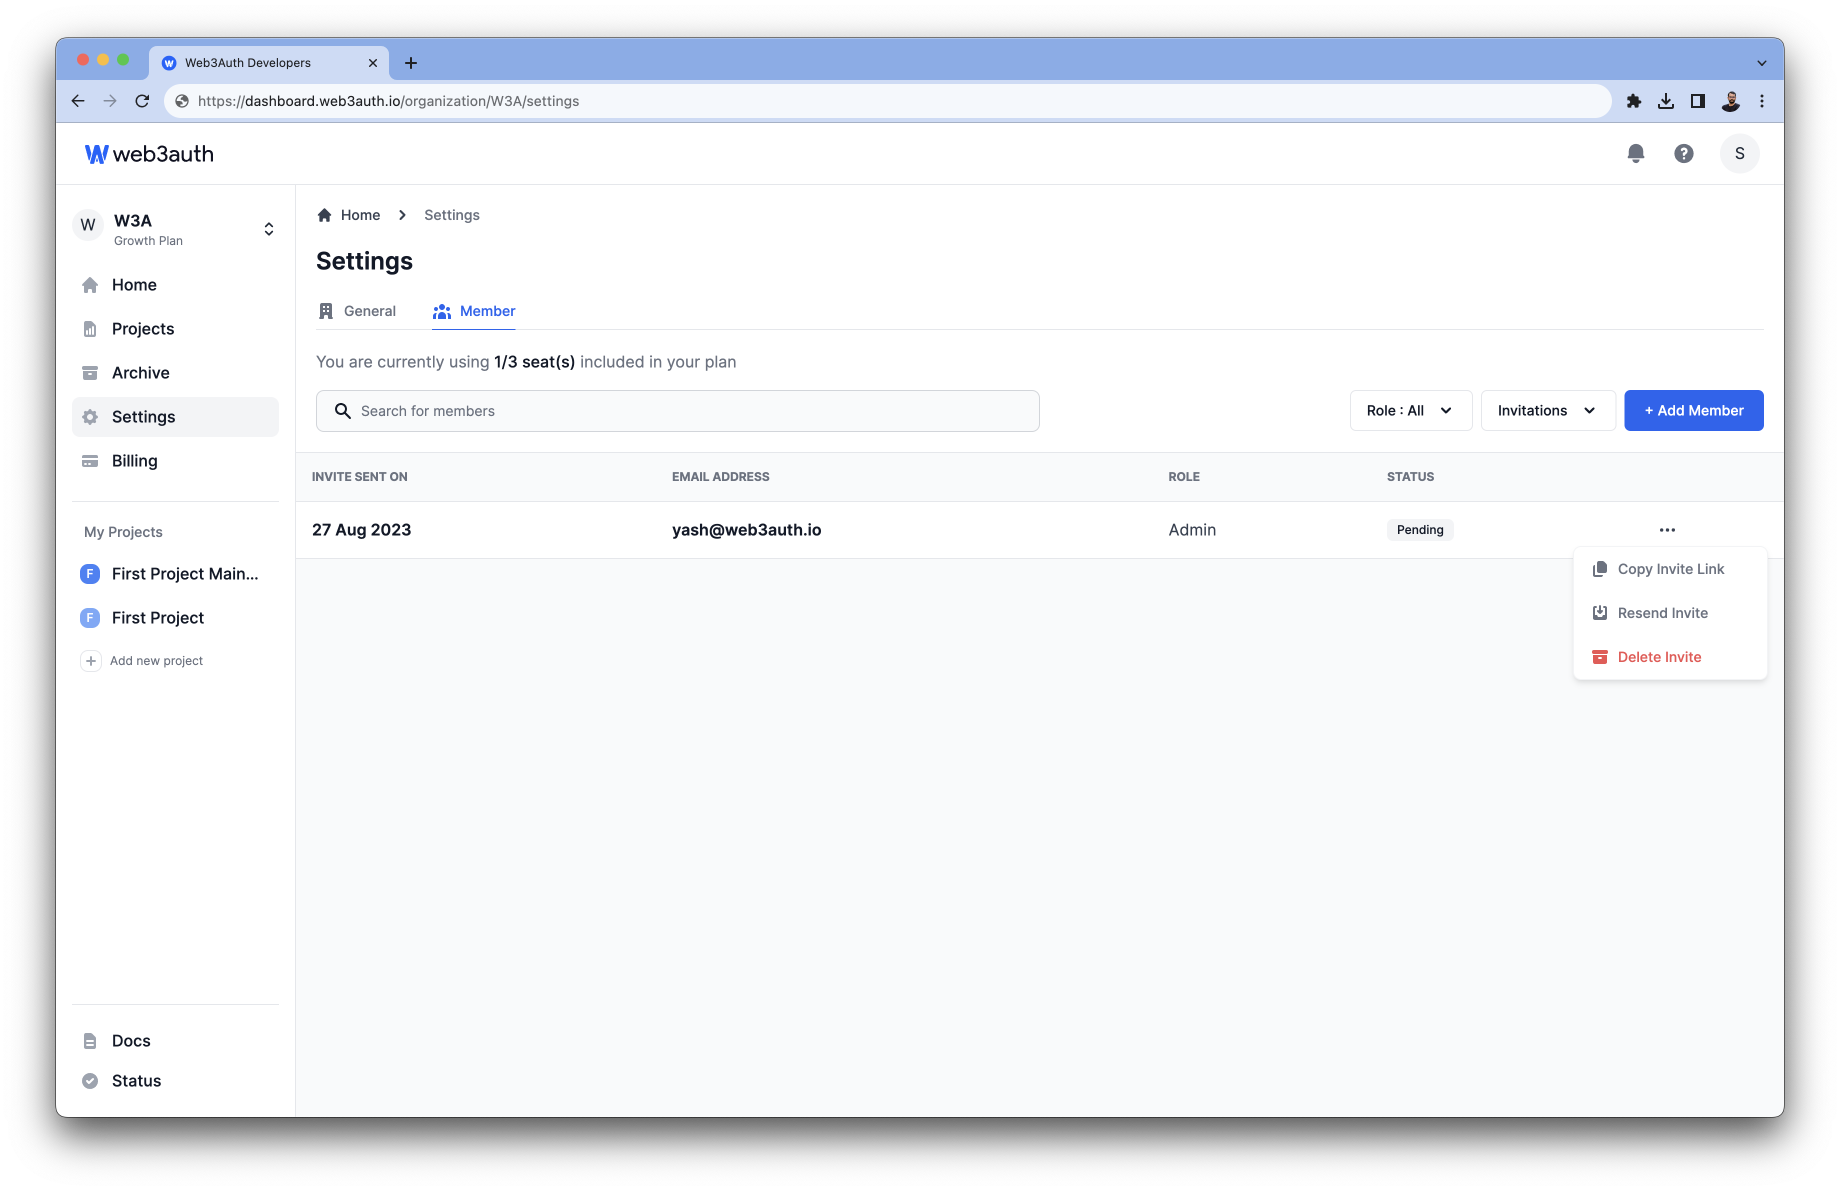 Web3Auth Developers
https://dashboard.web3auth.io/organization/W3A/settings
web3auth
S
W
W3A
Growth Plan
Home
Projects
Archive
Settings
Billing
My Projects
F First Project Main...
F First Project
Add new project
Docs
Status
Home Settings
Settings
General Member
You are currently using 1/3 seat(s) included in your plan
Search for members
Role : All
Invitations
+ Add Member
INVITE SENT ON EMAIL ADDRESS ROLE STATUS
27 Aug 2023 yash@web3auth.io Admin Pending
Copy Invite Link
Resend Invite
Delete Invite